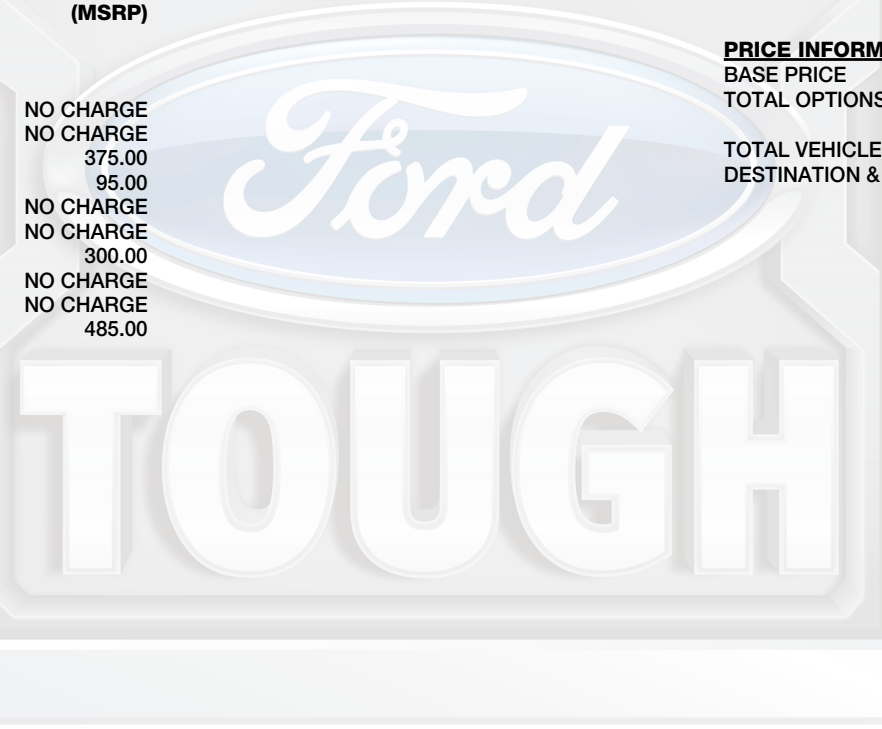 (MSRP)
NO CHARGE
NO CHARGE
375.00
95.00
NO CHARGE
NO CHARGE
300.00
NO CHARGE
NO CHARGE
485.00
PRICE INFORM
BASE PRICE
TOTAL OPTIONS
TOTAL VEHICLE
DESTINATION &
Ford
TOUGH